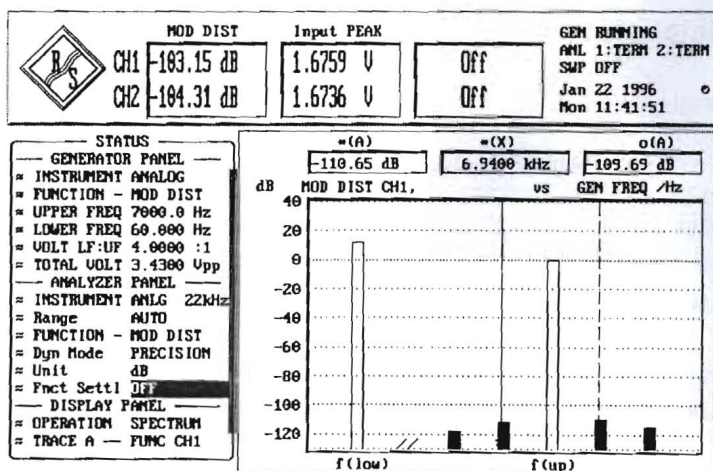 MOD DIST Input PEAK
R S
CH1 -103.15 dB 1.6759 V Off
CH2 -104.31 dB 1.6736 V Off
GEN RUNNING
ANL 1:TERM 2:TERM
SWP OFF
Jan 22 1996
Mon 11:41:51
STATUS
GENERATOR PANEL
≈ INSTRUMENT ANALOG
≈ FUNCTION - MOD DIST
≈ UPPER FREQ 7000.0 Hz
≈ LOWER FREQ 60.000 Hz
≈ VOLT LF:UF 4.0000 :1
≈ TOTAL VOLT 3.4300 Vpp
ANALYZER PANEL
≈ INSTRUMENT ANLG 22kHz
≈ Range AUTO
≈ FUNCTION - MOD DIST
≈ Dyn Mode PRECISION
≈ Unit dB
≈ Fnct Settl OFF
DISPLAY PANEL
≈ OPERATION SPECTRUM
≈ TRACE A — FUNC CH1
*(A) *(X) o(A)
-110.65 dB 6.9400 kHz -109.69 dB
dB MOD DIST CH1, vs GEN FREQ /Hz
40
20
0
-20
-40
-60
-80
-100
-120
f(low) f(up)